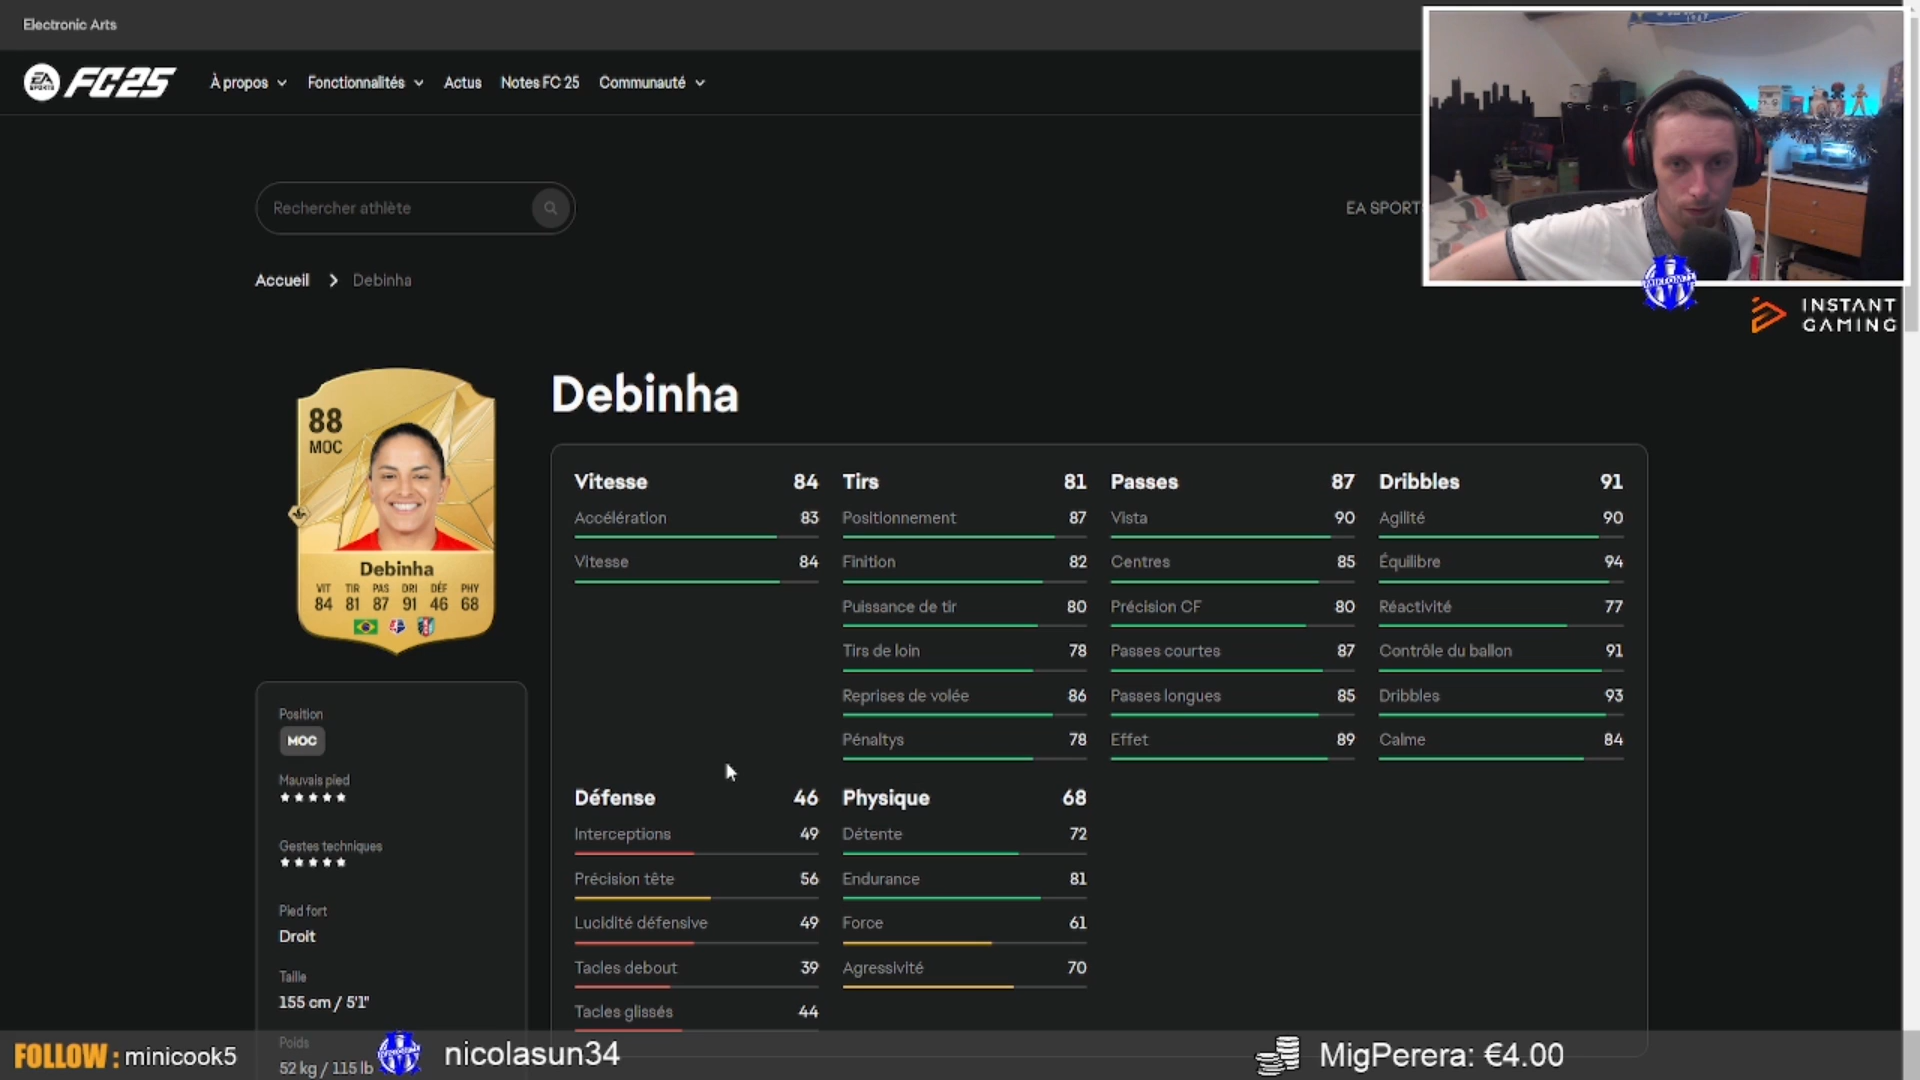 Electronic Arts
EA SPORTS FC25
À propos
Fonctionnalités
Actus
Notes FC 25
Communauté
Rechercher athlète
EA SPORT
Accueil
Debinha
INSTANT
GAMING
88
MOC
Debinha
VIT TIR PAS DRI DÉF PHY
84 81 87 91 46 68
Debinha
Vitesse 84
Accélération 83
Vitesse 84
Tirs 81
Positionnement 87
Finition 82
Puissance de tir 80
Tirs de loin 78
Reprises de volée 86
Pénaltys 78
Passes 87
Vista 90
Centres 85
Précision CF 80
Passes courtes 87
Passes longues 85
Effet 89
Dribbles 91
Agilité 90
Équilibre 94
Réactivité 77
Contrôle du ballon 91
Dribbles 93
Calme 84
Défense 46
Interceptions 49
Précision tête 56
Lucidité défensive 49
Tacles debout 39
Tacles glissés 44
Physique 68
Détente 72
Endurance 81
Force 61
Agressivité 70
Position
MOC
Mauvais pied
Gestes techniques
Pied fort
Droit
Taille
155 cm / 5'1"
Poids
52 kg / 115 lb
FOLLOW : minicook5
nicolasun34
MigPerera: €4.00